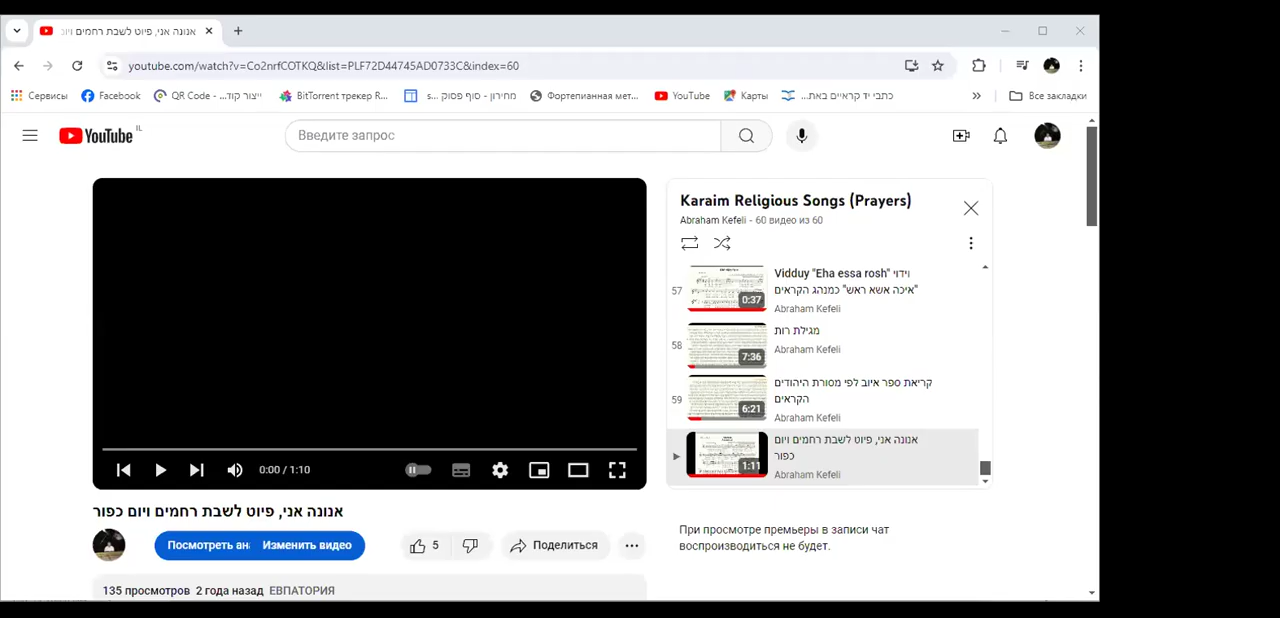 אנונה אני, פיוט לשבת רחמים ויונ
youtube.com/watch?v=Co2nrfCOTKQ&list=PLF72D44745AD0733C&index=60
Сервисы Facebook QR Code - ...ייצור קוד BitTorrent трекер R... מחירון - סוף פסוק s... Фортепианная мет... YouTube Карты כתבי יד קראיים באת... » Все закладки
YouTube IL
Введите запрос
Karaim Religious Songs (Prayers)
Abraham Kefeli - 60 видео из 60
57
0:37
Vidduy "Eha essa rosh" וידוי
"איכה אשא ראש" כמנהג הקראים
Abraham Kefeli
58
7:36
מגילת רות
Abraham Kefeli
59
6:21
קריאת ספר איוב לפי מסורת היהודים
הקראים
Abraham Kefeli
1:11
אנונה אני, פיוט לשבת רחמים ויום
כפור
Abraham Kefeli
0:00 / 1:10
אנונה אני, פיוט לשבת רחמים ויום כפור
Посмотреть ан Изменить видео
5
Поделиться
При просмотре премьеры в записи чат
воспроизводиться не будет.
135 просмотров 2 года назад ЕВПАТОРИЯ